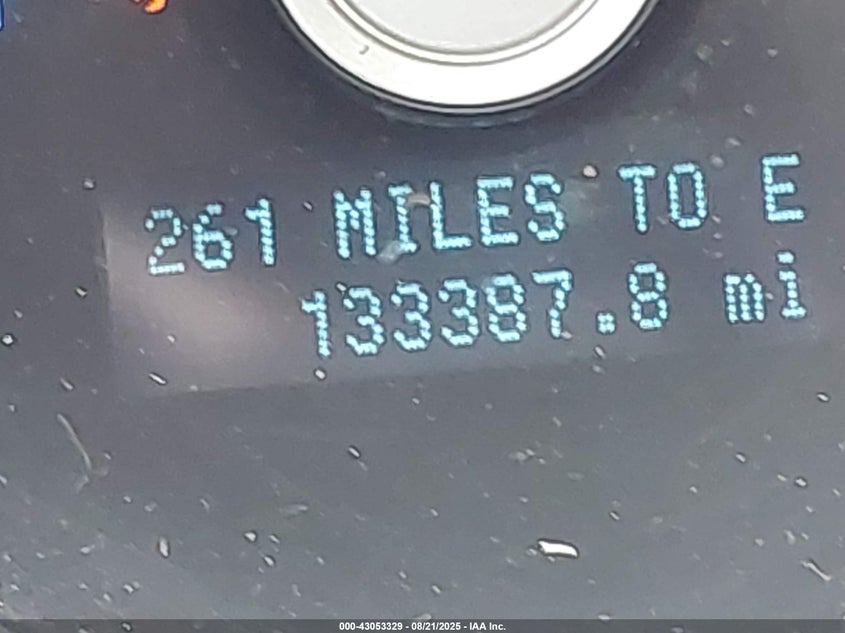 261 MILES TO E
133387.8 mi
000-43053329 - 08/21/2025 - IAA Inc.